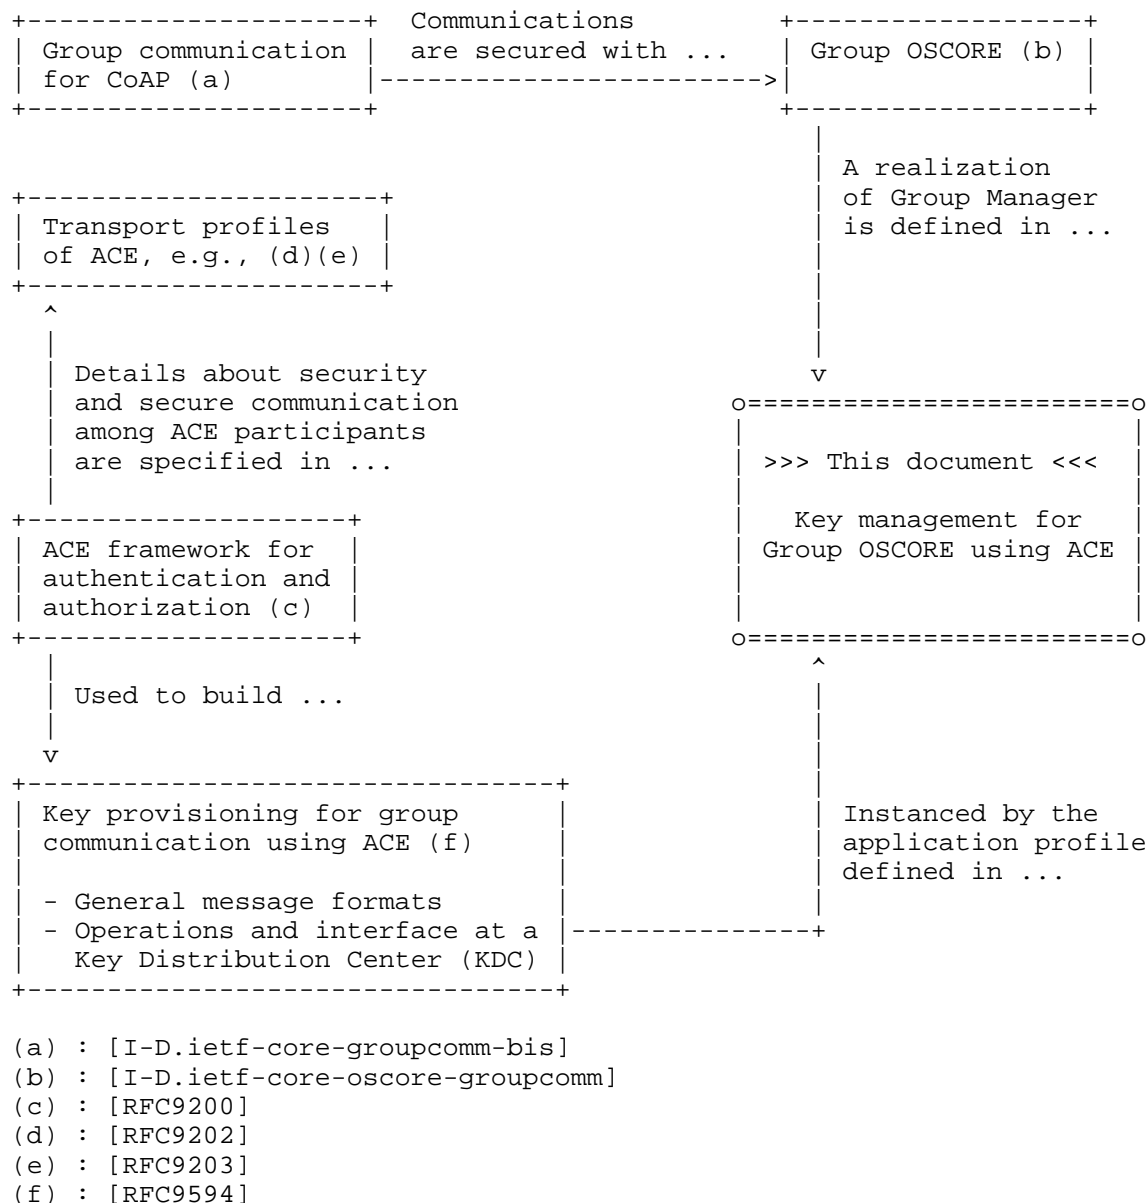 Communications
Group communication are secured with ... Group OSCORE (b)
for CoAP (a)
A realization
of Group Manager
Transport profiles is defined in ...
of ACE, e.g., (d)(e)
Details about security
and secure communication
among ACE participants
are specified in ... >>> This document <<<
Key management for
ACE framework for Group OSCORE using ACE
authentication and
authorization (c)
Used to build ...
Key provisioning for group Instanced by the
communication using ACE (f) application profile
defined in ...
- General message formats
- Operations and interface at a
Key Distribution Center (KDC)
(a) : [I-D.ietf-core-groupcomm-bis]
(b) : [I-D.ietf-core-oscore-groupcomm]
(c) : [RFC9200]
(d) : [RFC9202]
(e) : [RFC9203]
(f) : [RFC9594]